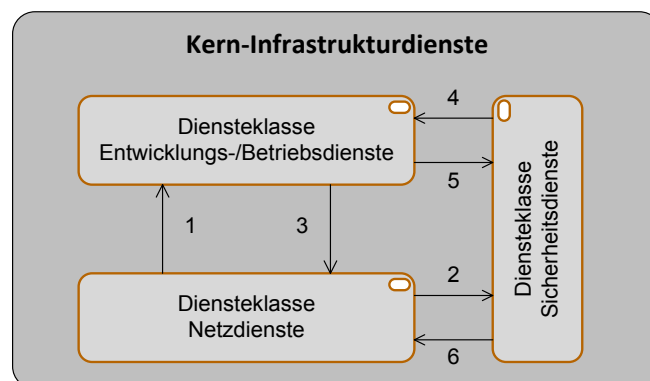 Kern-Infrastrukturdienste
Diensteklasse
Entwicklungs-/Betriebsdienste
4
5
Diensteklasse
Sicherheitsdienste
1
3
Diensteklasse
Netzdienste
2
6